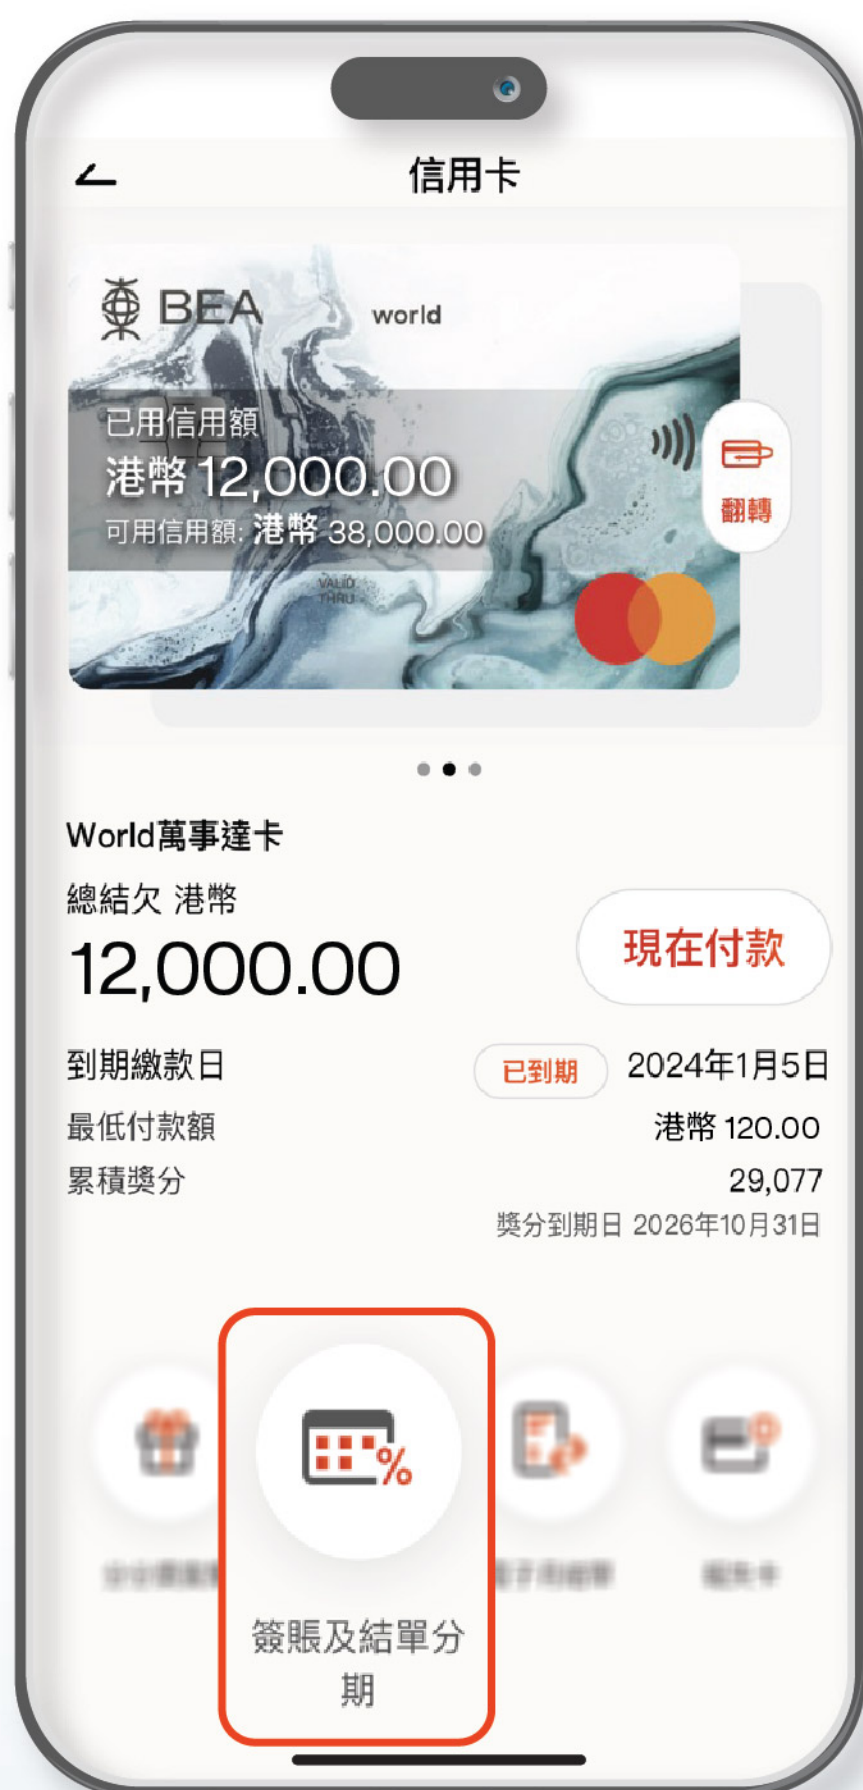 信用卡
BEA
world
已用信用額
港幣 12,000.00
可用信用額: 港幣 38,000.00
翻轉
VALID
THRU
World萬事達卡
總結欠 港幣
12,000.00
現在付款
到期繳款日 已到期 2024年1月5日
最低付款額 港幣 120.00
累積獎分 29,077
獎分到期日 2026年10月31日
簽賬及結單分
期